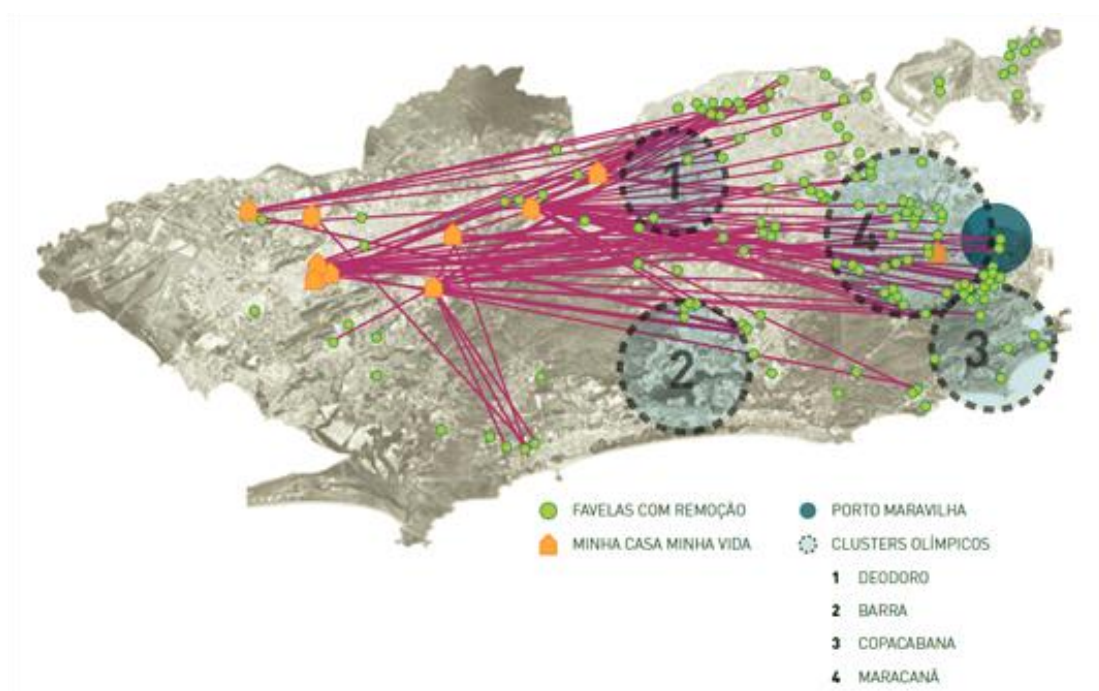 1
4
2
3
FAVELAS COM REMOÇÃO
MINHA CASA MINHA VIDA
PORTO MARAVILHA
CLUSTERS OLÍMPICOS
1 DEODORO
2 BARRA
3 COPACABANA
4 MARACANÃ